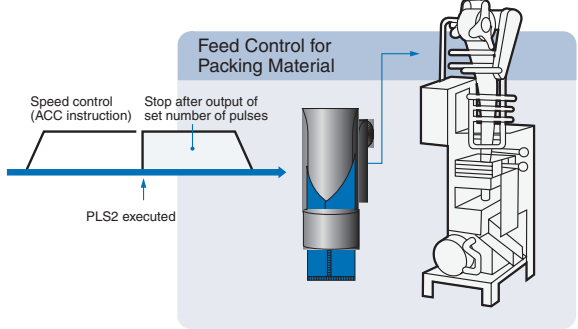 Feed Control for
Packing Material
Speed control
(ACC instruction)
Stop after output of
set number of pulses
PLS2 executed